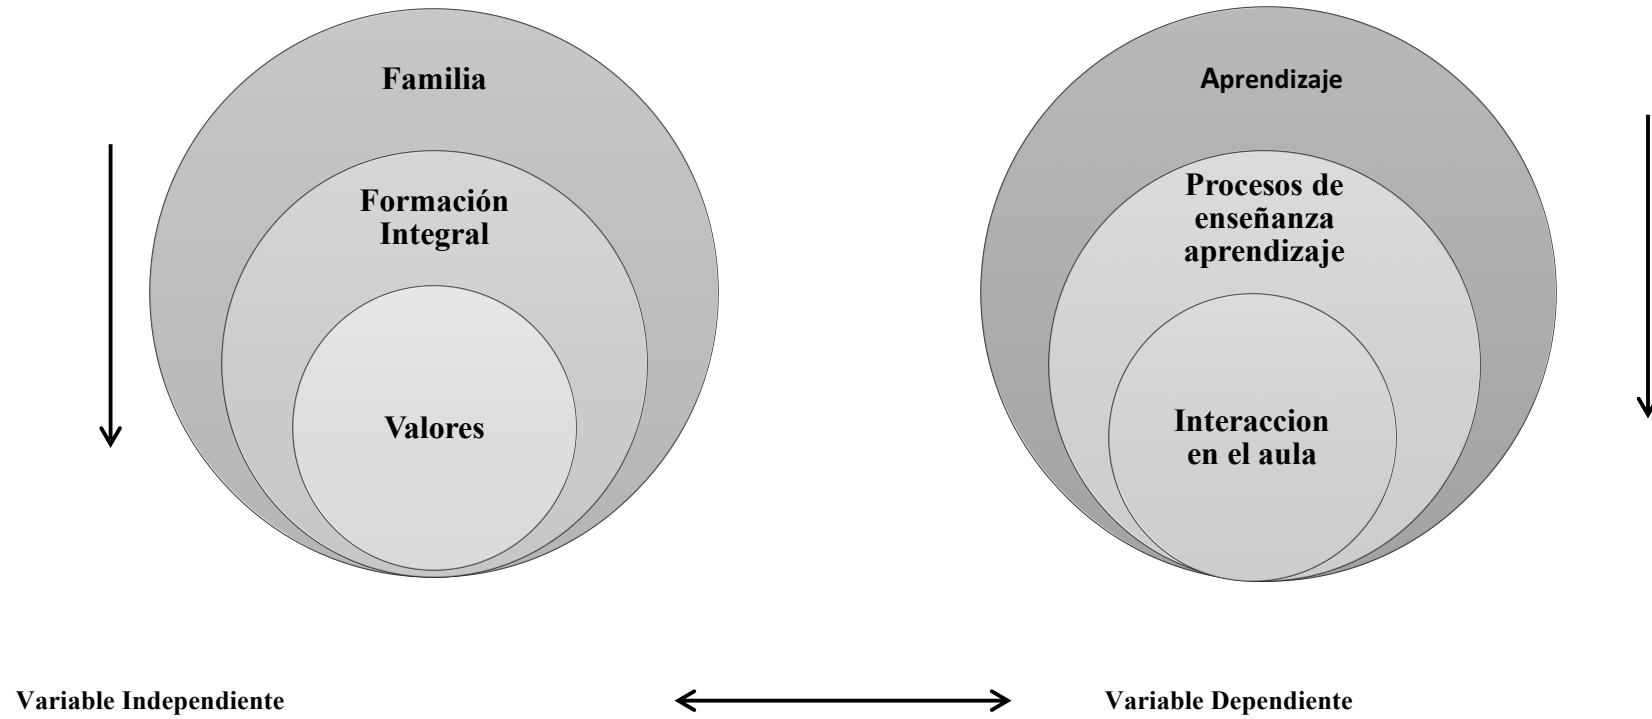 Familia
Formación
Integral
Valores
Aprendizaje
Procesos de
enseñanza
aprendizaje
Interaccion
en el aula
Variable Independiente
Variable Dependiente